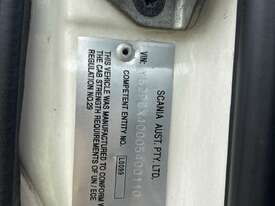 SCANIA AUST. PTY. LTD.
VIN:
THIS VEHICLE
WAS MANUFACTURED TO CONFORM W
THE CAB STRENGTH REQUIREMENTS OF UN / ECE
REGULATION NO.29
COMPETENT ENTITY NO.